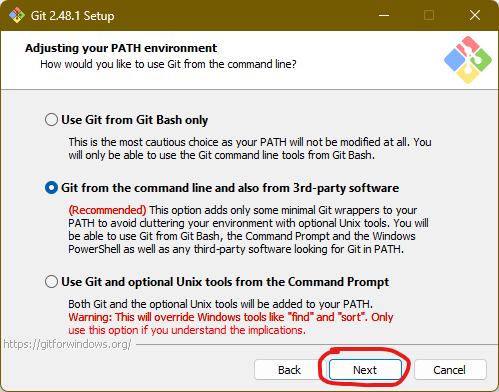 Git 2.48.1 Setup
Adjusting your PATH environment
How would you like to use Git from the command line?
Use Git from Git Bash only
This is the most cautious choice as your PATH will not be modified at all. You
will only be able to use the Git command line tools from Git Bash.
Git from the command line and also from 3rd-party software
(Recommended) This option adds only some minimal Git wrappers to your
PATH to avoid cluttering your environment with optional Unix tools. You will
be able to use Git from Git Bash, the Command Prompt and the Windows
PowerShell as well as any third-party software looking for Git in PATH.
Use Git and optional Unix tools from the Command Prompt
Both Git and the optional Unix tools will be added to your PATH.
Warning: This will override Windows tools like "find" and "sort". Only
use this option if you understand the implications.
https://gitforwindows.org/
Back Next Cancel